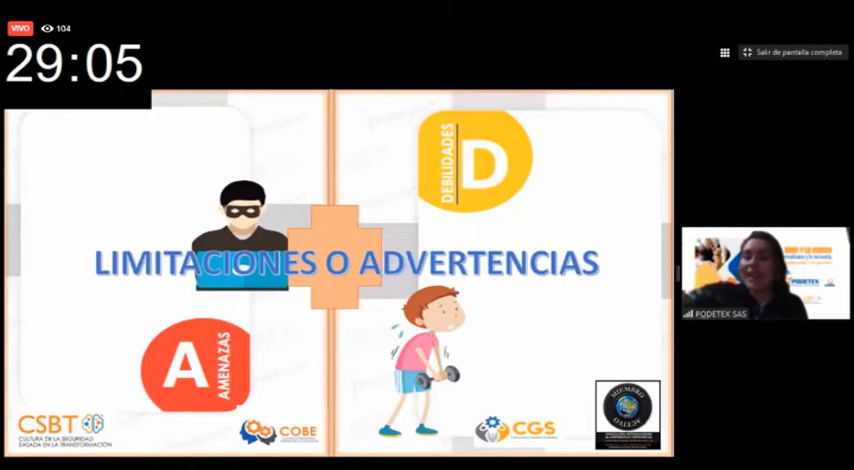 VIVO 104
29:05
Salir de pantalla completa
DEBILIDADES
D
LIMITACIONES O ADVERTENCIAS
PODETEX
PODETEX SAS
A
AMENAZAS
CSBT
CULTURA DE LA SEGURIDAD
BASADA EN LA TRANSFORMACIÓN
COBE
CGS
MIEMBRO
ACTIVO